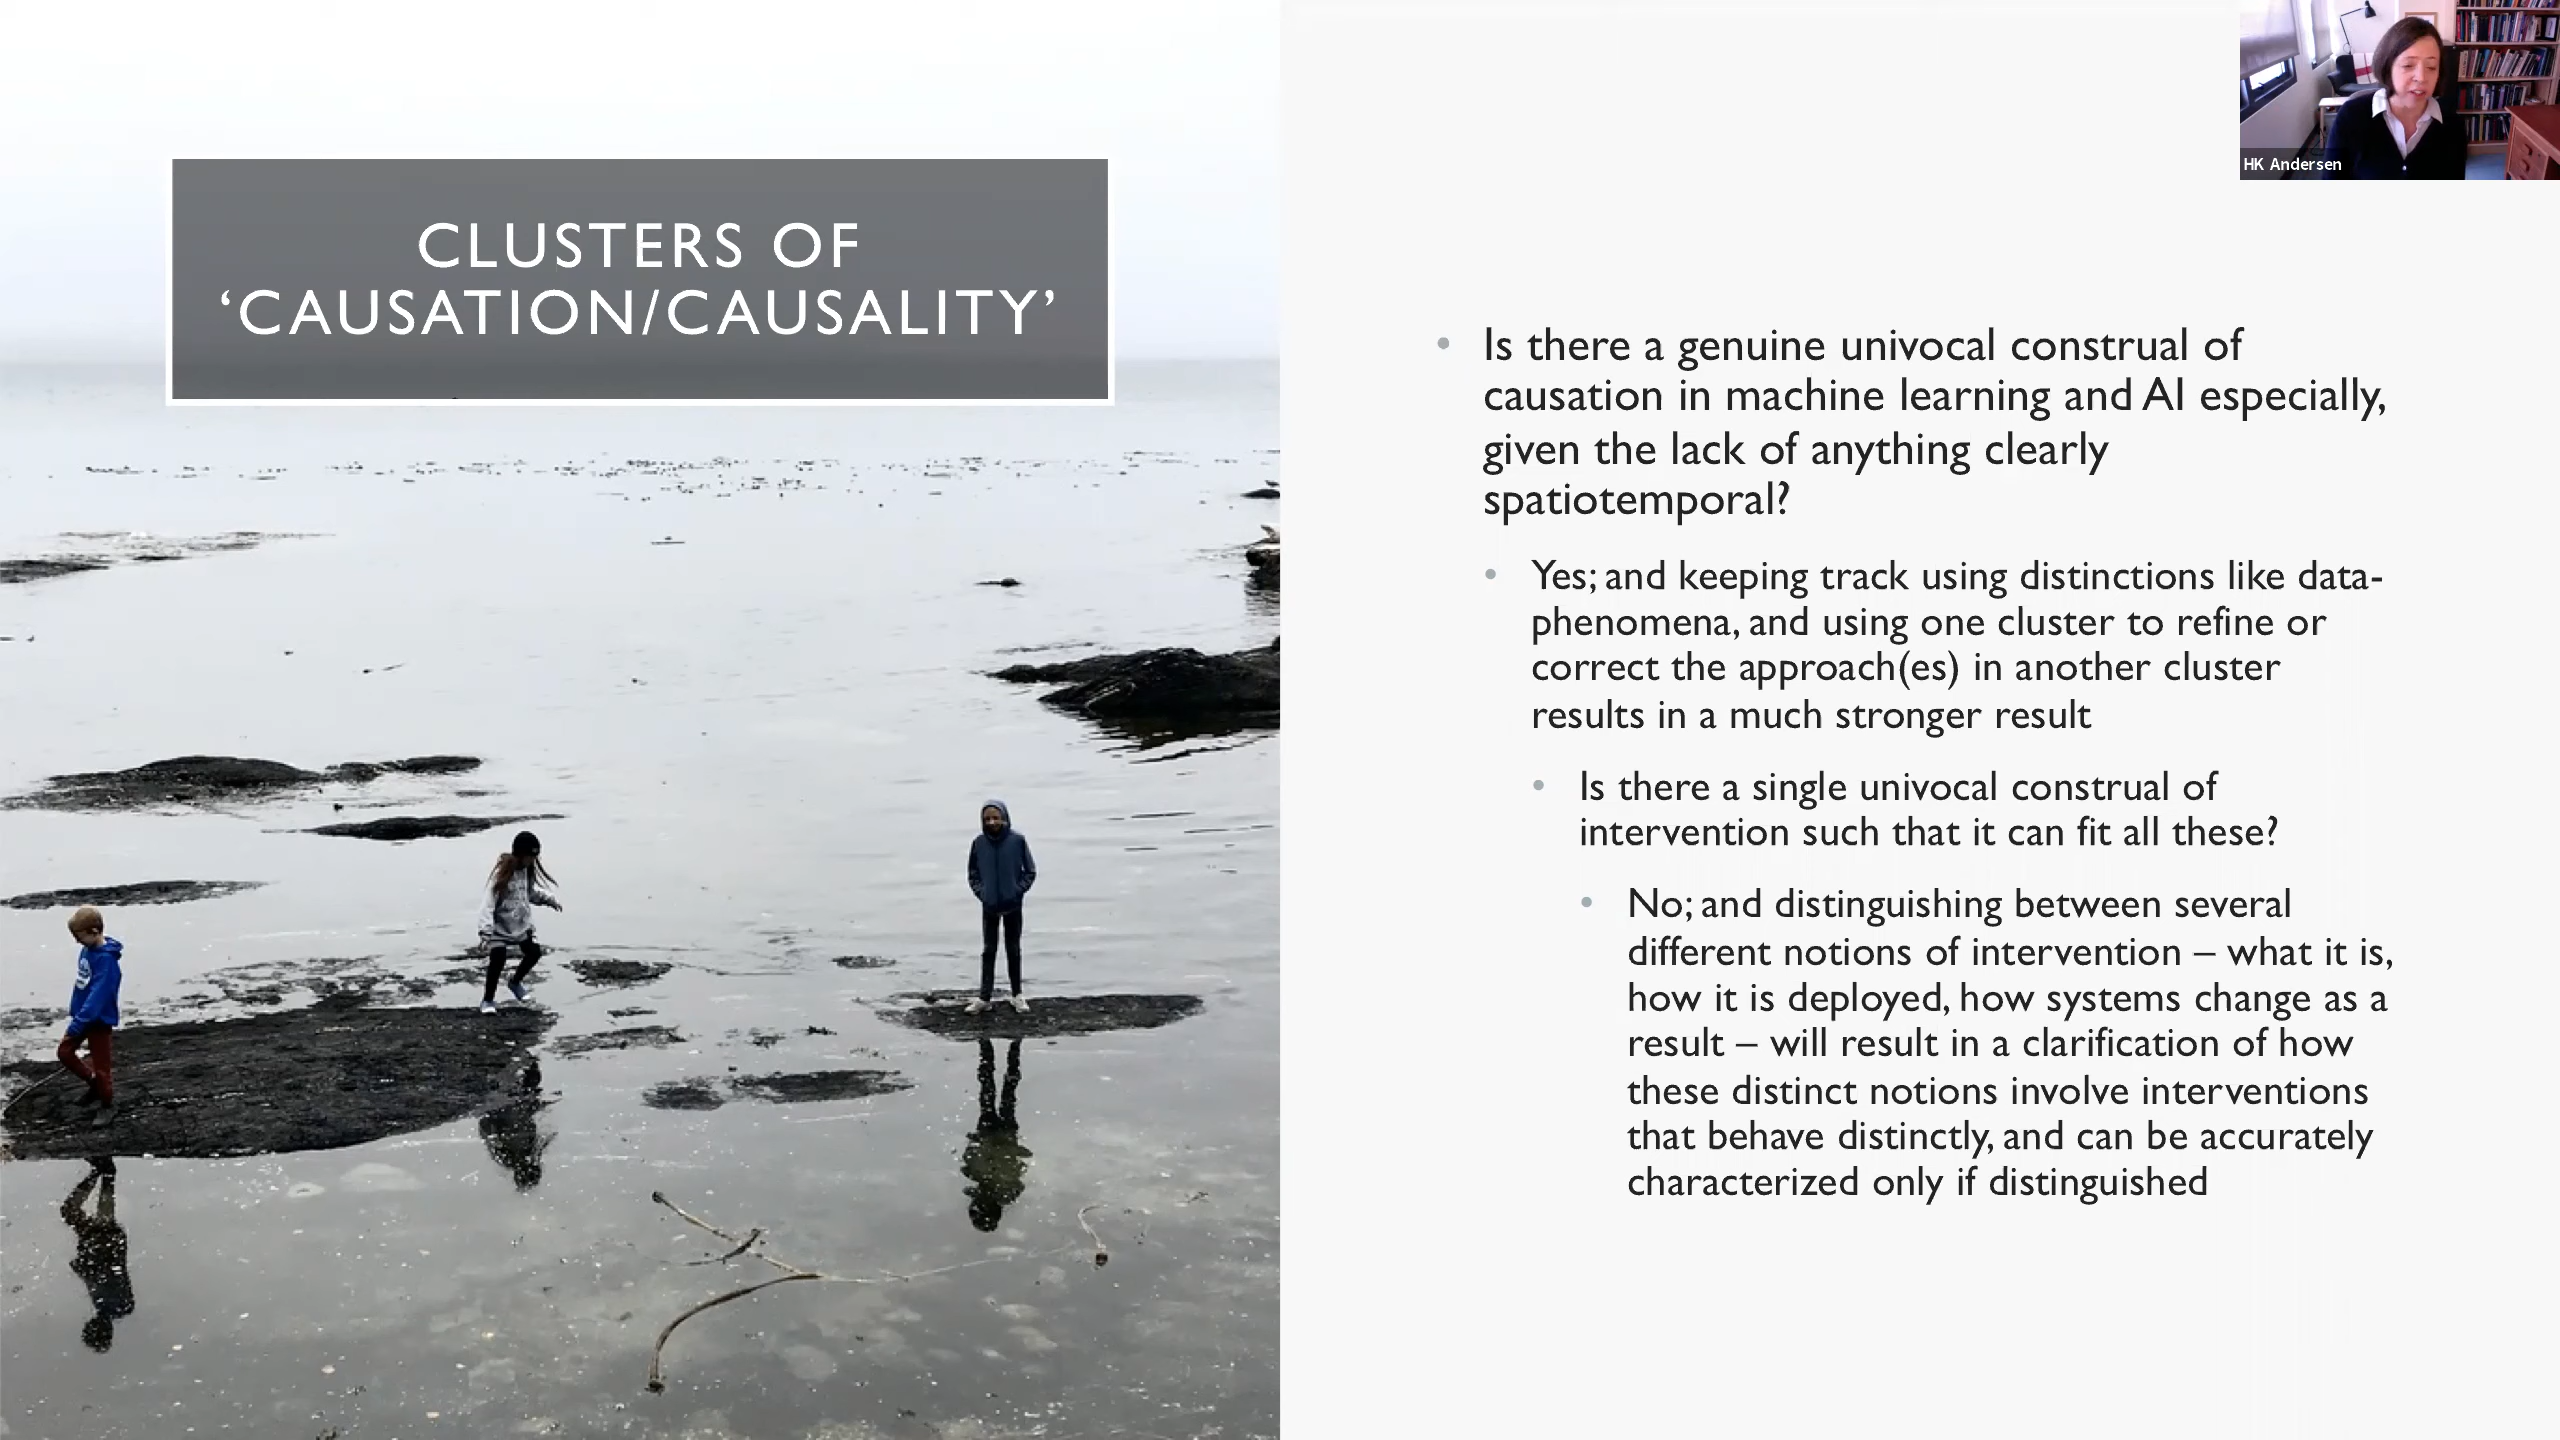 CLUSTERS OF
‘CAUSATION/CAUSALITY’
HK Andersen
• Is there a genuine univocal construal of
causation in machine learning and AI especially,
given the lack of anything clearly
spatiotemporal?
• Yes; and keeping track using distinctions like data-
phenomena, and using one cluster to refine or
correct the approach(es) in another cluster
results in a much stronger result
• Is there a single univocal construal of
intervention such that it can fit all these?
• No; and distinguishing between several
different notions of intervention – what it is,
how it is deployed, how systems change as a
result – will result in a clarification of how
these distinct notions involve interventions
that behave distinctly, and can be accurately
characterized only if distinguished